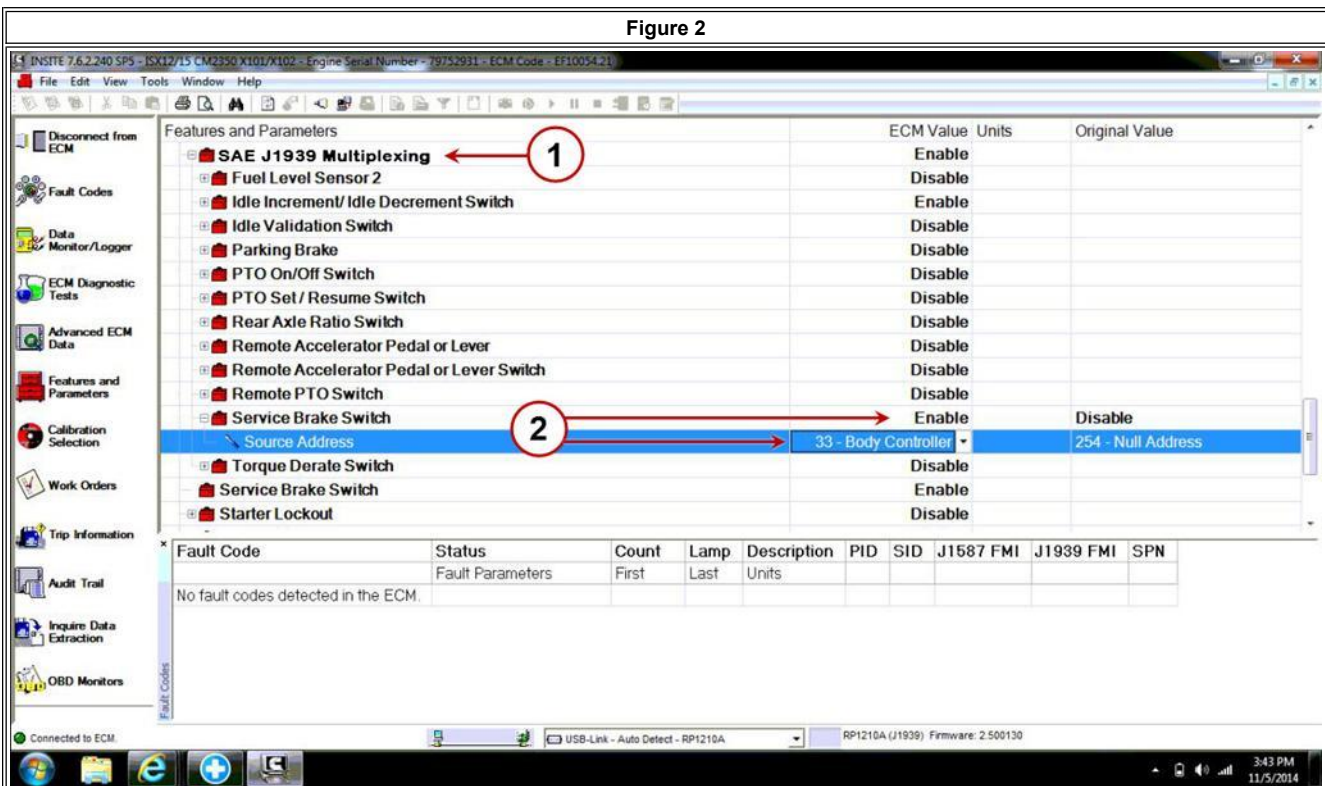 Figure 2
INSITE 7.6.2.240 SP5 - ISX12/15 CM2350 X101/X102 - Engine Serial Number - 79752931 - ECM Code - EF10054.21
File Edit View Tools Window Help
Disconnect from ECM
Fault Codes
Data Monitor/Logger
ECM Diagnostic Tests
Advanced ECM Data
Features and Parameters
Calibration Selection
Work Orders
Trip Information
Audit Trail
Inquire Data Extraction
OBD Monitors
Features and Parameters ECM Value Units Original Value
SAE J1939 Multiplexing 1 Enable
Fuel Level Sensor 2 Disable
Idle Increment/ Idle Decrement Switch Enable
Idle Validation Switch Disable
Parking Brake Disable
PTO On/Off Switch Disable
PTO Set / Resume Switch Disable
Rear Axle Ratio Switch Disable
Remote Accelerator Pedal or Lever Disable
Remote Accelerator Pedal or Lever Switch Disable
Remote PTO Switch Disable
Service Brake Switch 2 Enable Disable
Source Address 33 - Body Controller 254 - Null Address
Torque Derate Switch Disable
Service Brake Switch Enable
Starter Lockout Disable
Fault Code Status Count Lamp Description PID SID J1587 FMI J1939 FMI SPN
Fault Parameters First Last Units
No fault codes detected in the ECM.
Fault Codes
Connected to ECM. USB-Link - Auto Detect - RP1210A RP1210A (J1939) Firmware: 2.500130
3:43 PM
11/5/2014